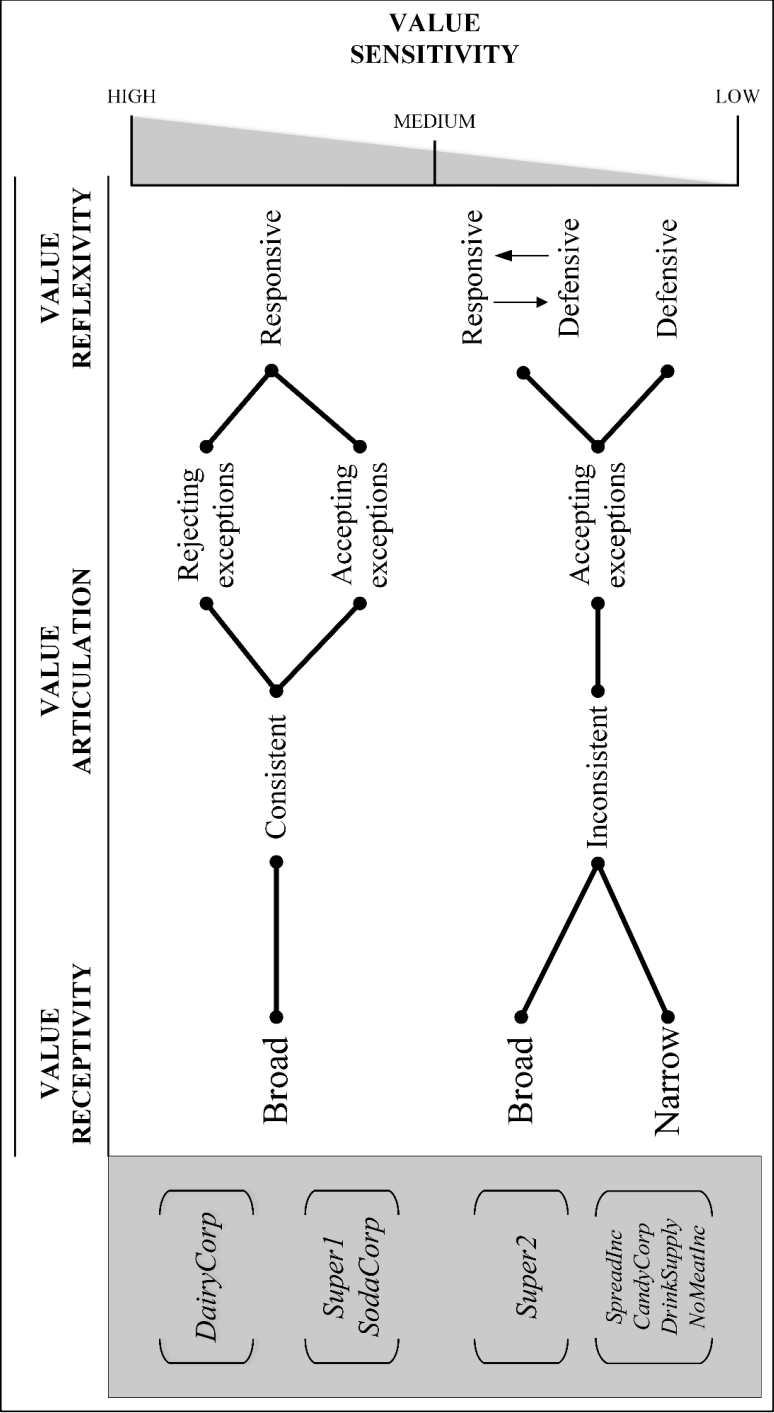 VALUE
SENSITIVITY
HIGH
MEDIUM
LOW
VALUE
RECEPTIVITY
VALUE
ARTICULATION
VALUE
REFLEXIVITY
DairyCorp
Super1
SodaCorp
Broad
Consistent
Rejecting
exceptions
Accepting
exceptions
Responsive
Super2
SpreadInc
CandyCorp
DrinkSupply
NoMeatInc
Broad
Narrow
Inconsistent
Accepting
exceptions
Responsive
Defensive
Defensive